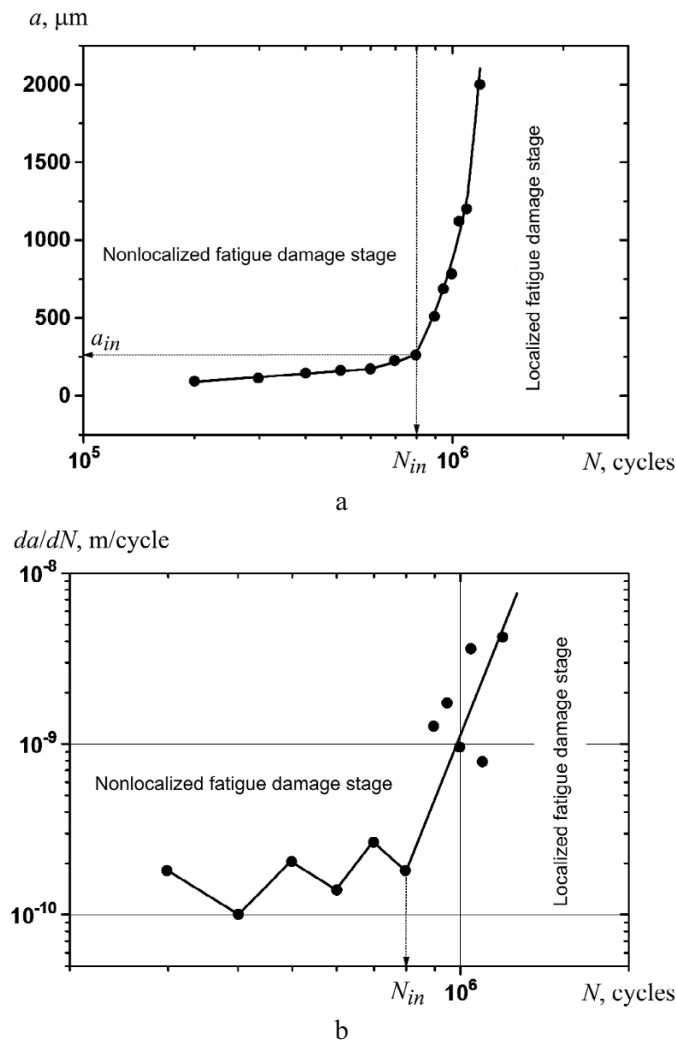 a, μm
2000
1500
1000
500
0
Nonlocalized fatigue damage stage
Localized fatigue damage stage
a_in
10^5
N_in
10^6
N, cycles
a
da/dN, m/cycle
10^-8
10^-9
10^-10
Nonlocalized fatigue damage stage
Localized fatigue damage stage
N_in
10^6
N, cycles
b